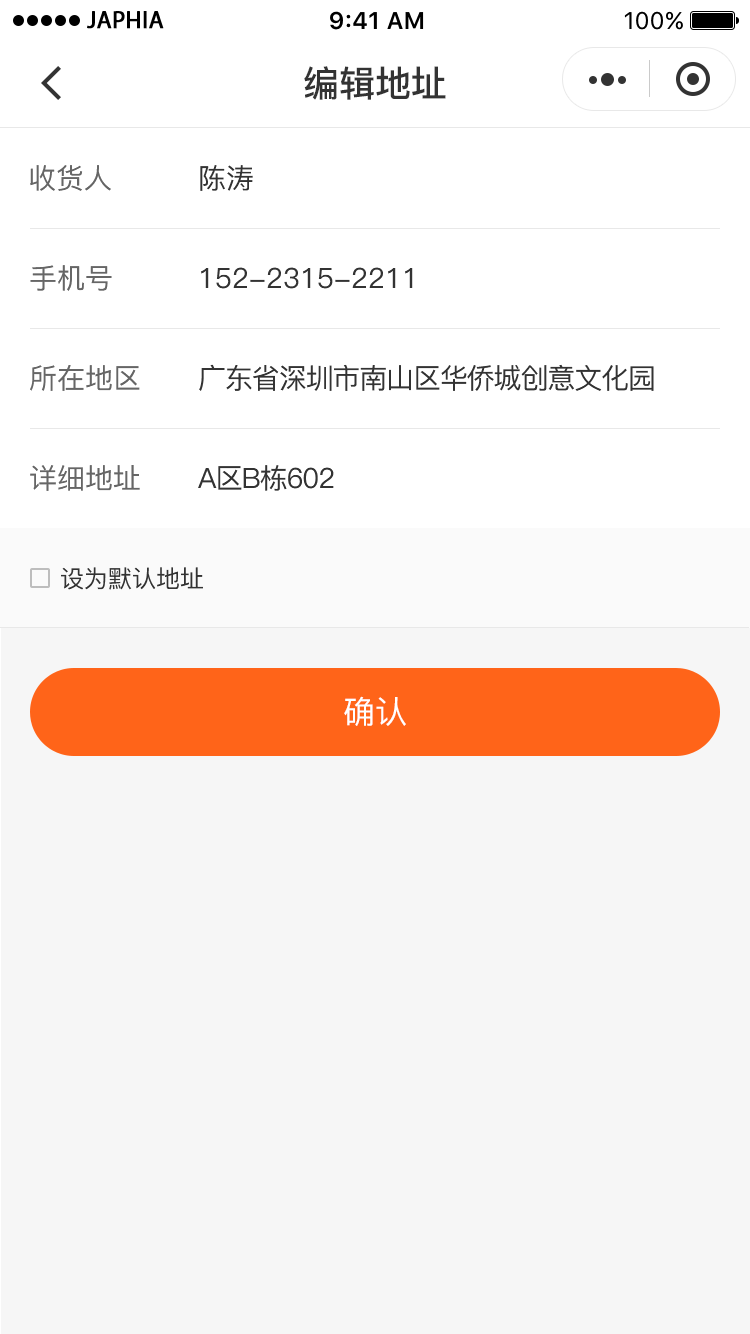 JAPHIA 9:41 AM 100%
编辑地址
收货人 陈涛
手机号 152-2315-2211
所在地区 广东省深圳市南山区华侨城创意文化园
详细地址 A区B栋602
设为默认地址
确认